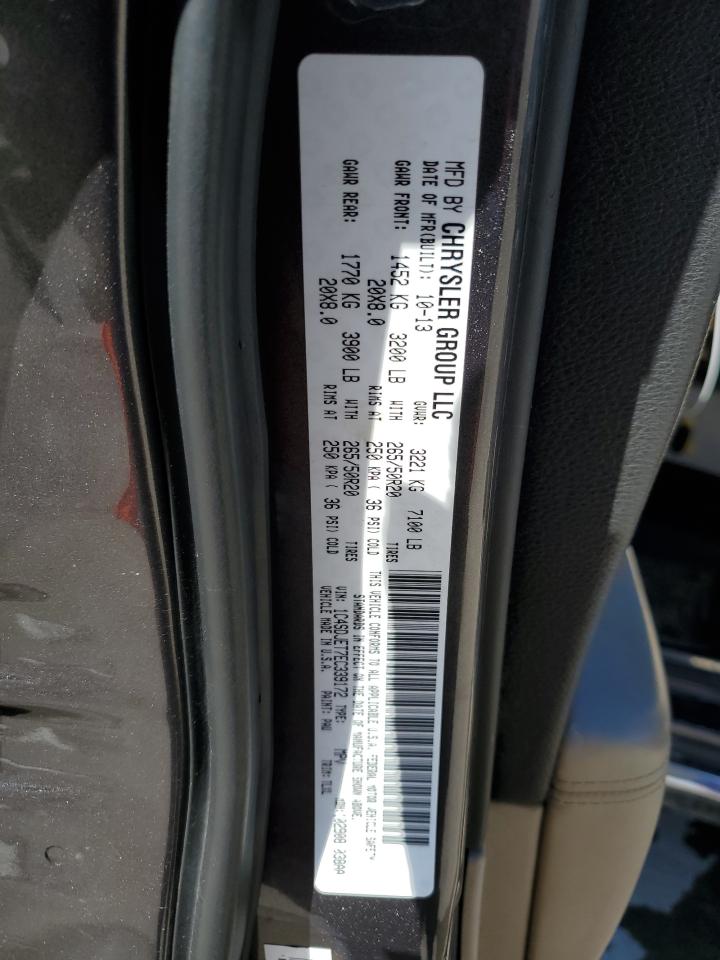 MFD BY CHRYSLER GROUP LLC
DATE OF MFR(BUILT): 10-13 GVWR: 3221 KG 7100 LB
GAWR FRONT: 1452 KG 3200 LB WITH 265/50R20 TIRES
20X8.0 RIMS AT 250 KPA ( 36 PSI) COLD
GAWR REAR: 1770 KG 3900 LB WITH 265/50R20 TIRES
20X8.0 RIMS AT 250 KPA ( 36 PSI) COLD
THIS VEHICLE CONFORMS TO ALL APPLICABLE U.S.A. FEDERAL MOTOR VEHICLE SAFETY
STANDARDS IN EFFECT ON THE DATE OF MANUFACTURE SHOWN ABOVE.
VIN: 1C4SDJET7EC339172 TYPE: MPV 02908 038AA
VEHICLE MADE IN U.S.A. PAINT: TRIM: